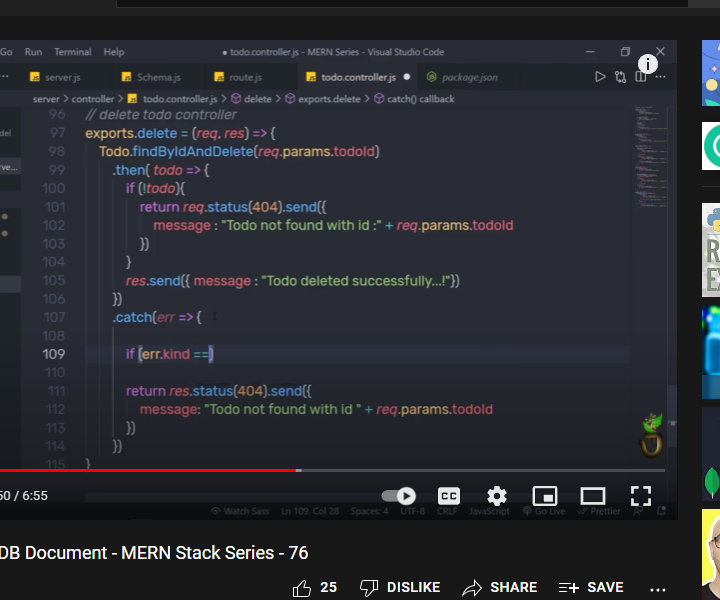 Go Run Terminal Help
● todo.controller.js - MERN Series - Visual Studio Code
server.js Schema.js route.js todo.controller.js ● package.json
server > controller > todo.controller.js > delete > exports.delete > catch() callback
96 // delete todo controller
97 exports.delete = (req, res) => {
98 Todo.findByIdAndDelete(req.params.todoId)
99 .then( todo => {
100 if (!todo){
101 return req.status(404).send({
102 message : "Todo not found with id :" + req.params.todoId
103 })
104 }
105 res.send({ message : "Todo deleted successfully...!"})
106 })
107 .catch(err => {
108
109 if (err.kind ==)
110
111 return res.status(404).send({
112 message: "Todo not found with id " + req.params.todoId
113 })
114 })
115 }
50 / 6:55
CC
Watch Sass Ln 109, Col 28 Spaces: 4 UTF-8 CRLF JavaScript Go Live Prettier
DB Document - MERN Stack Series - 76
25 DISLIKE SHARE SAVE